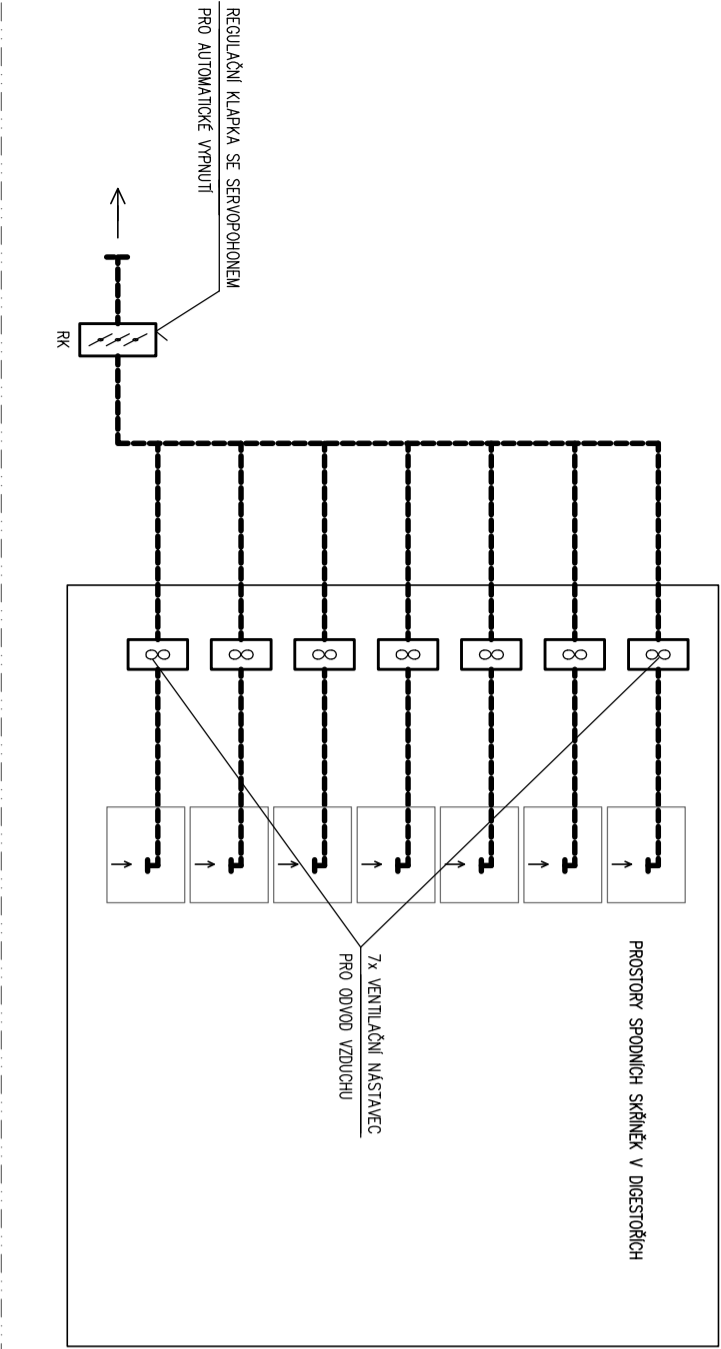 REGULAČNÍ KLAPKA SE SERVOPOHONEM
PRO AUTOMATICKÉ VYPNUTÍ
RK
PROSTORY SPODNÍCH SKŘÍNĚK V DIGESTOŘÍCH
7x VENTILAČNÍ NÁSTAVEC
PRO ODVOD VZDUCHU